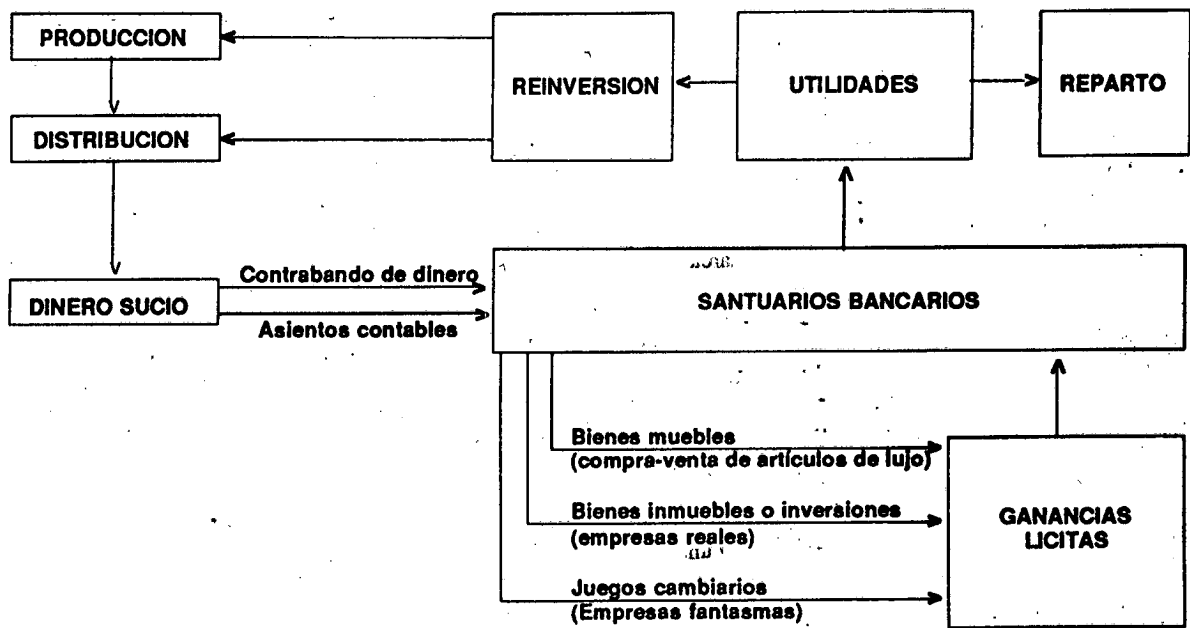 PRODUCCION
REINVERSION
UTILIDADES
REPARTO
DISTRIBUCION
Contrabando de dinero
DINERO SUCIO
SANTUARIOS BANCARIOS
Asientos contables
Bienes muebles
(compra-venta de artículos de lujo)
Bienes inmuebles o inversiones
(empresas reales)
GANANCIAS
LICITAS
Juegos cambiarios
(Empresas fantasmas)